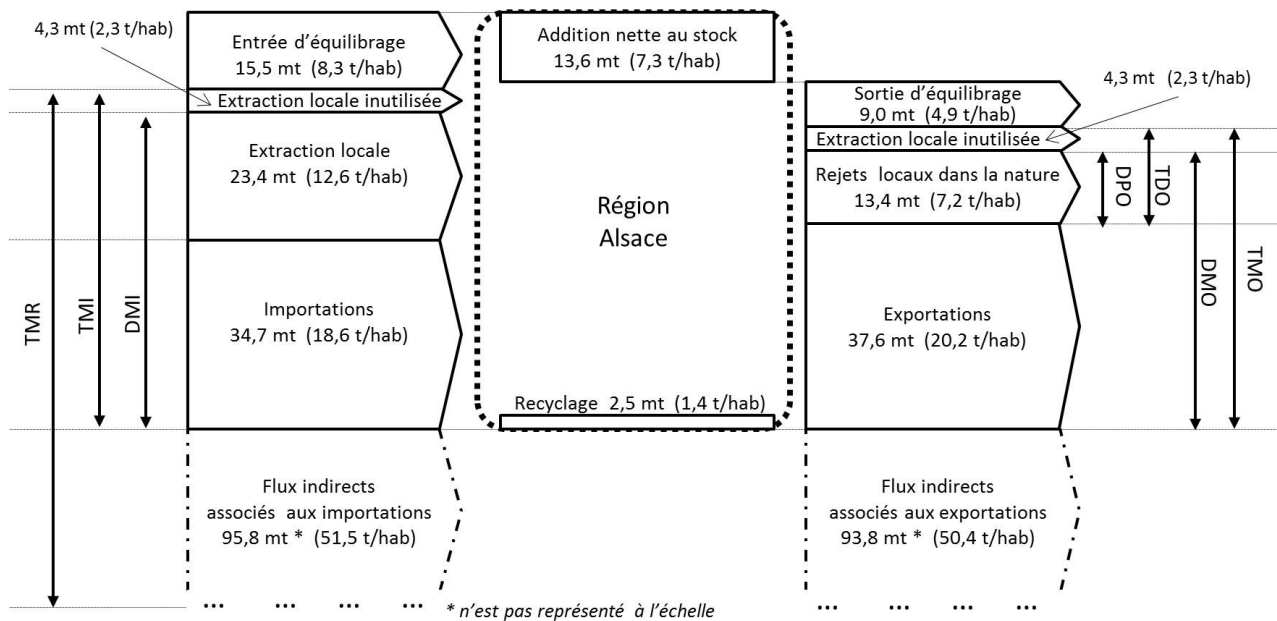 4,3 mt (2,3 t/hab)
Entrée d'équilibrage
15,5 mt (8,3 t/hab)
Extraction locale inutilisée
Extraction locale
23,4 mt (12,6 t/hab)
Importations
34,7 mt (18,6 t/hab)
Flux indirects
associés aux importations
95,8 mt * (51,5 t/hab)
... ... ... ...
TMR
TMI
DMI
Addition nette au stock
13,6 mt (7,3 t/hab)
Région
Alsace
Recyclage 2,5 mt (1,4 t/hab)
4,3 mt (2,3 t/hab)
Sortie d'équilibrage
9,0 mt (4,9 t/hab)
Extraction locale inutilisée
Rejets locaux dans la nature
13,4 mt (7,2 t/hab)
Exportations
37,6 mt (20,2 t/hab)
Flux indirects
associés aux exportations
93,8 mt * (50,4 t/hab)
... ... ... ...
DPO
TDO
DMO
TMO
* n'est pas représenté à l'échelle